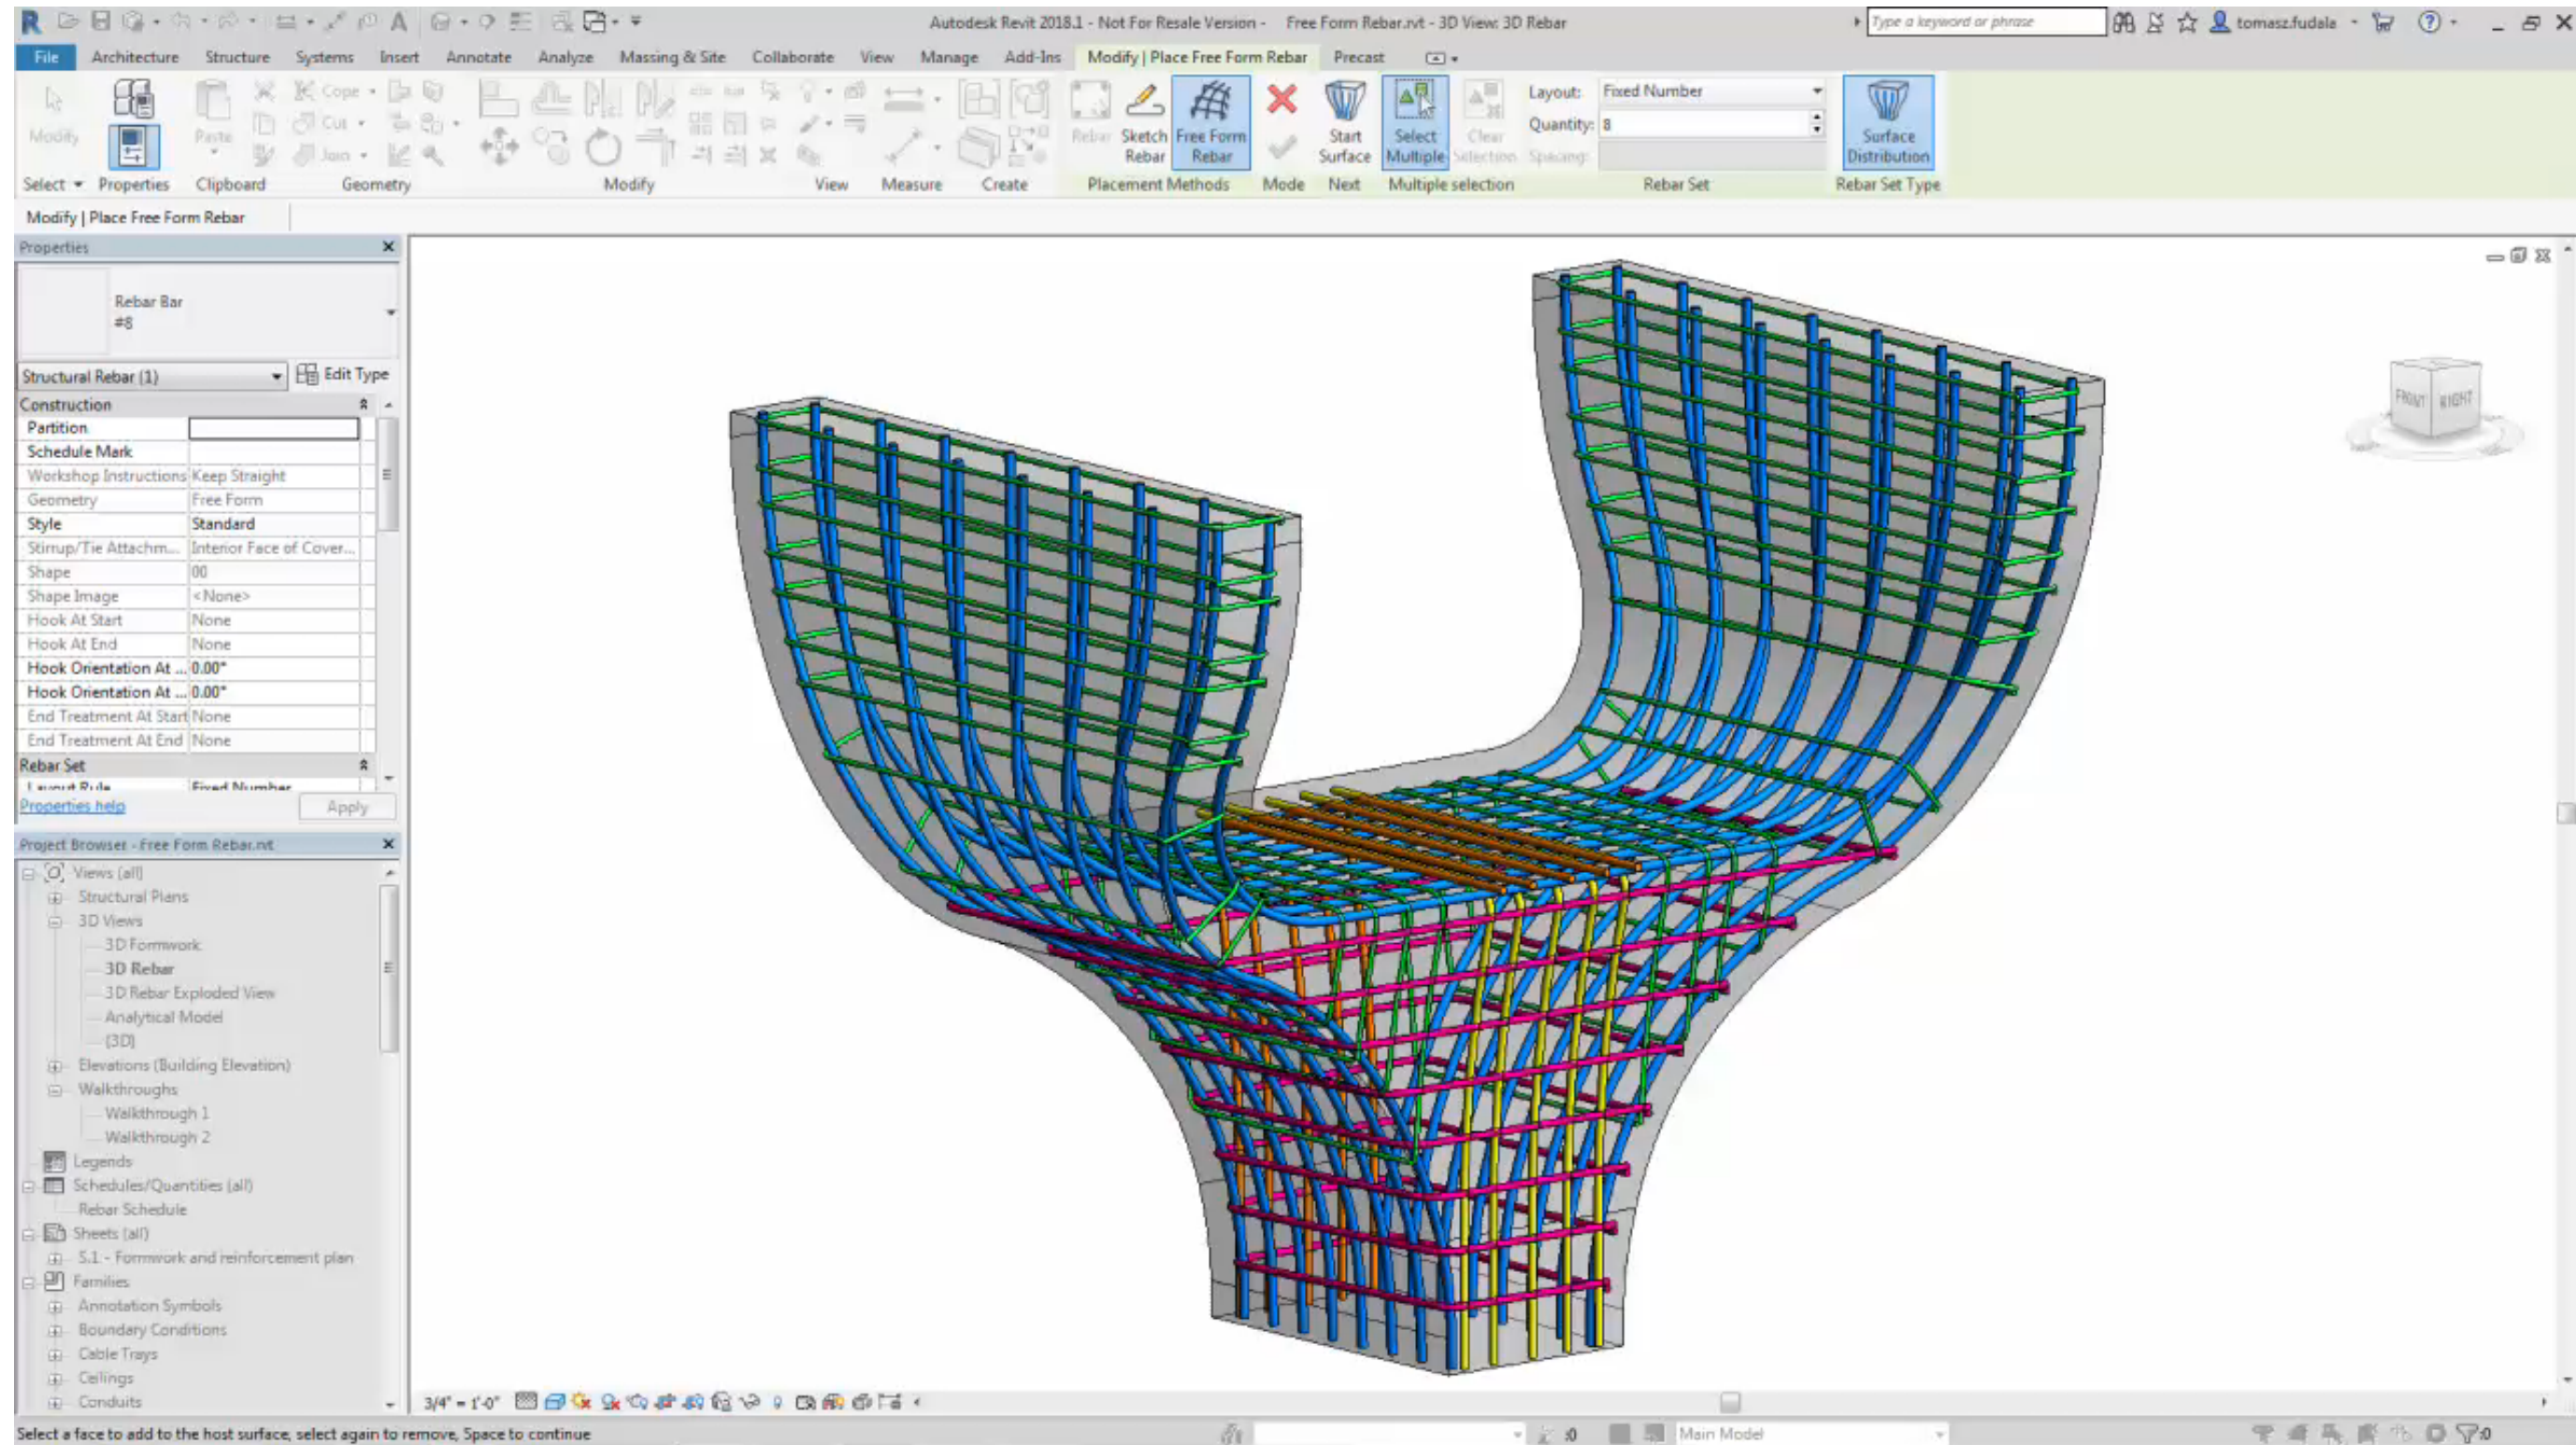 Autodesk Revit 2018.1 - Not For Resale Version - Free Form Rebar.rvt - 3D View: 3D Rebar
Type a keyword or phrase
tomasz.fudala
File Architecture Structure Systems Insert Annotate Analyze Massing & Site Collaborate View Manage Add-Ins Modify | Place Free Form Rebar Precast
Modify
Paste
Cope
Cut
Join
Rebar
Sketch Rebar
Free Form Rebar
Start Surface
Select Multiple
Clear Selection
Layout: Fixed Number
Quantity: 8
Spacing:
Surface Distribution
Select Properties Clipboard Geometry Modify View Measure Create Placement Methods Mode Next Multiple selection Rebar Set Rebar Set Type
Modify | Place Free Form Rebar
Properties
Rebar Bar
#8
Structural Rebar (1) Edit Type
Construction
Partition
Schedule Mark
Workshop Instructions Keep Straight
Geometry Free Form
Style Standard
Stirrup/Tie Attachm... Interior Face of Cover...
Shape 00
Shape Image <None>
Hook At Start None
Hook At End None
Hook Orientation At ... 0.00°
Hook Orientation At ... 0.00°
End Treatment At Start None
End Treatment At End None
Rebar Set
Layout Rule Fixed Number
Properties help Apply
Project Browser - Free Form Rebar.rvt
Views (all)
Structural Plans
3D Views
3D Formwork
3D Rebar
3D Rebar Exploded View
Analytical Model
{3D}
Elevations (Building Elevation)
Walkthroughs
Walkthrough 1
Walkthrough 2
Legends
Schedules/Quantities (all)
Rebar Schedule
Sheets (all)
S.1 - Formwork and reinforcement plan
Families
Annotation Symbols
Boundary Conditions
Cable Trays
Ceilings
Conduits
FRONT RIGHT
3/4" = 1'-0"
Select a face to add to the host surface, select again to remove, Space to continue
:0
Main Model
:0